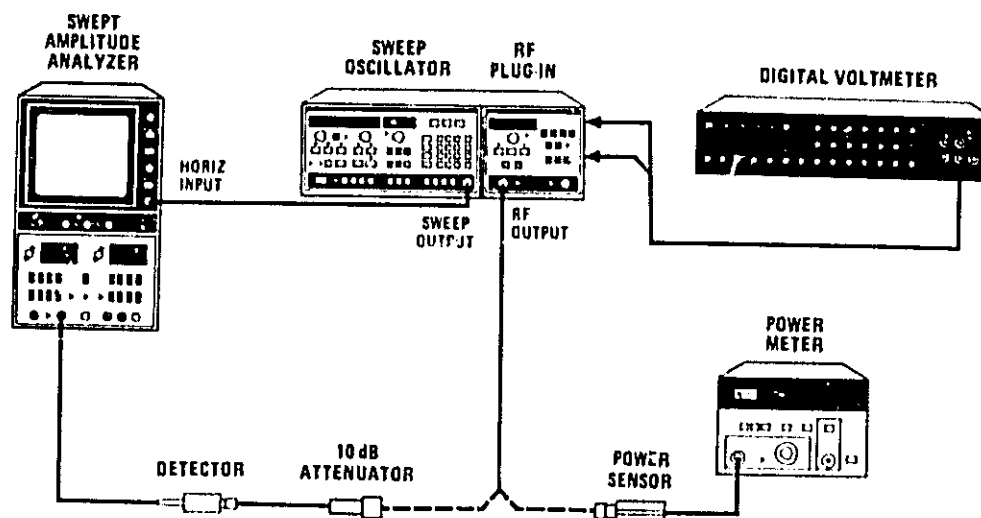 SWEPT
AMPLITUDE
ANALYZER
SWEEP
OSCILLATOR
RF
PLUG-IN
DIGITAL VOLTMETER
HORIZ
INPUT
SWEEP
OUTPUT
RF
OUTPUT
POWER
METER
DETECTOR
10 dB
ATTENUATOR
POWER
SENSOR